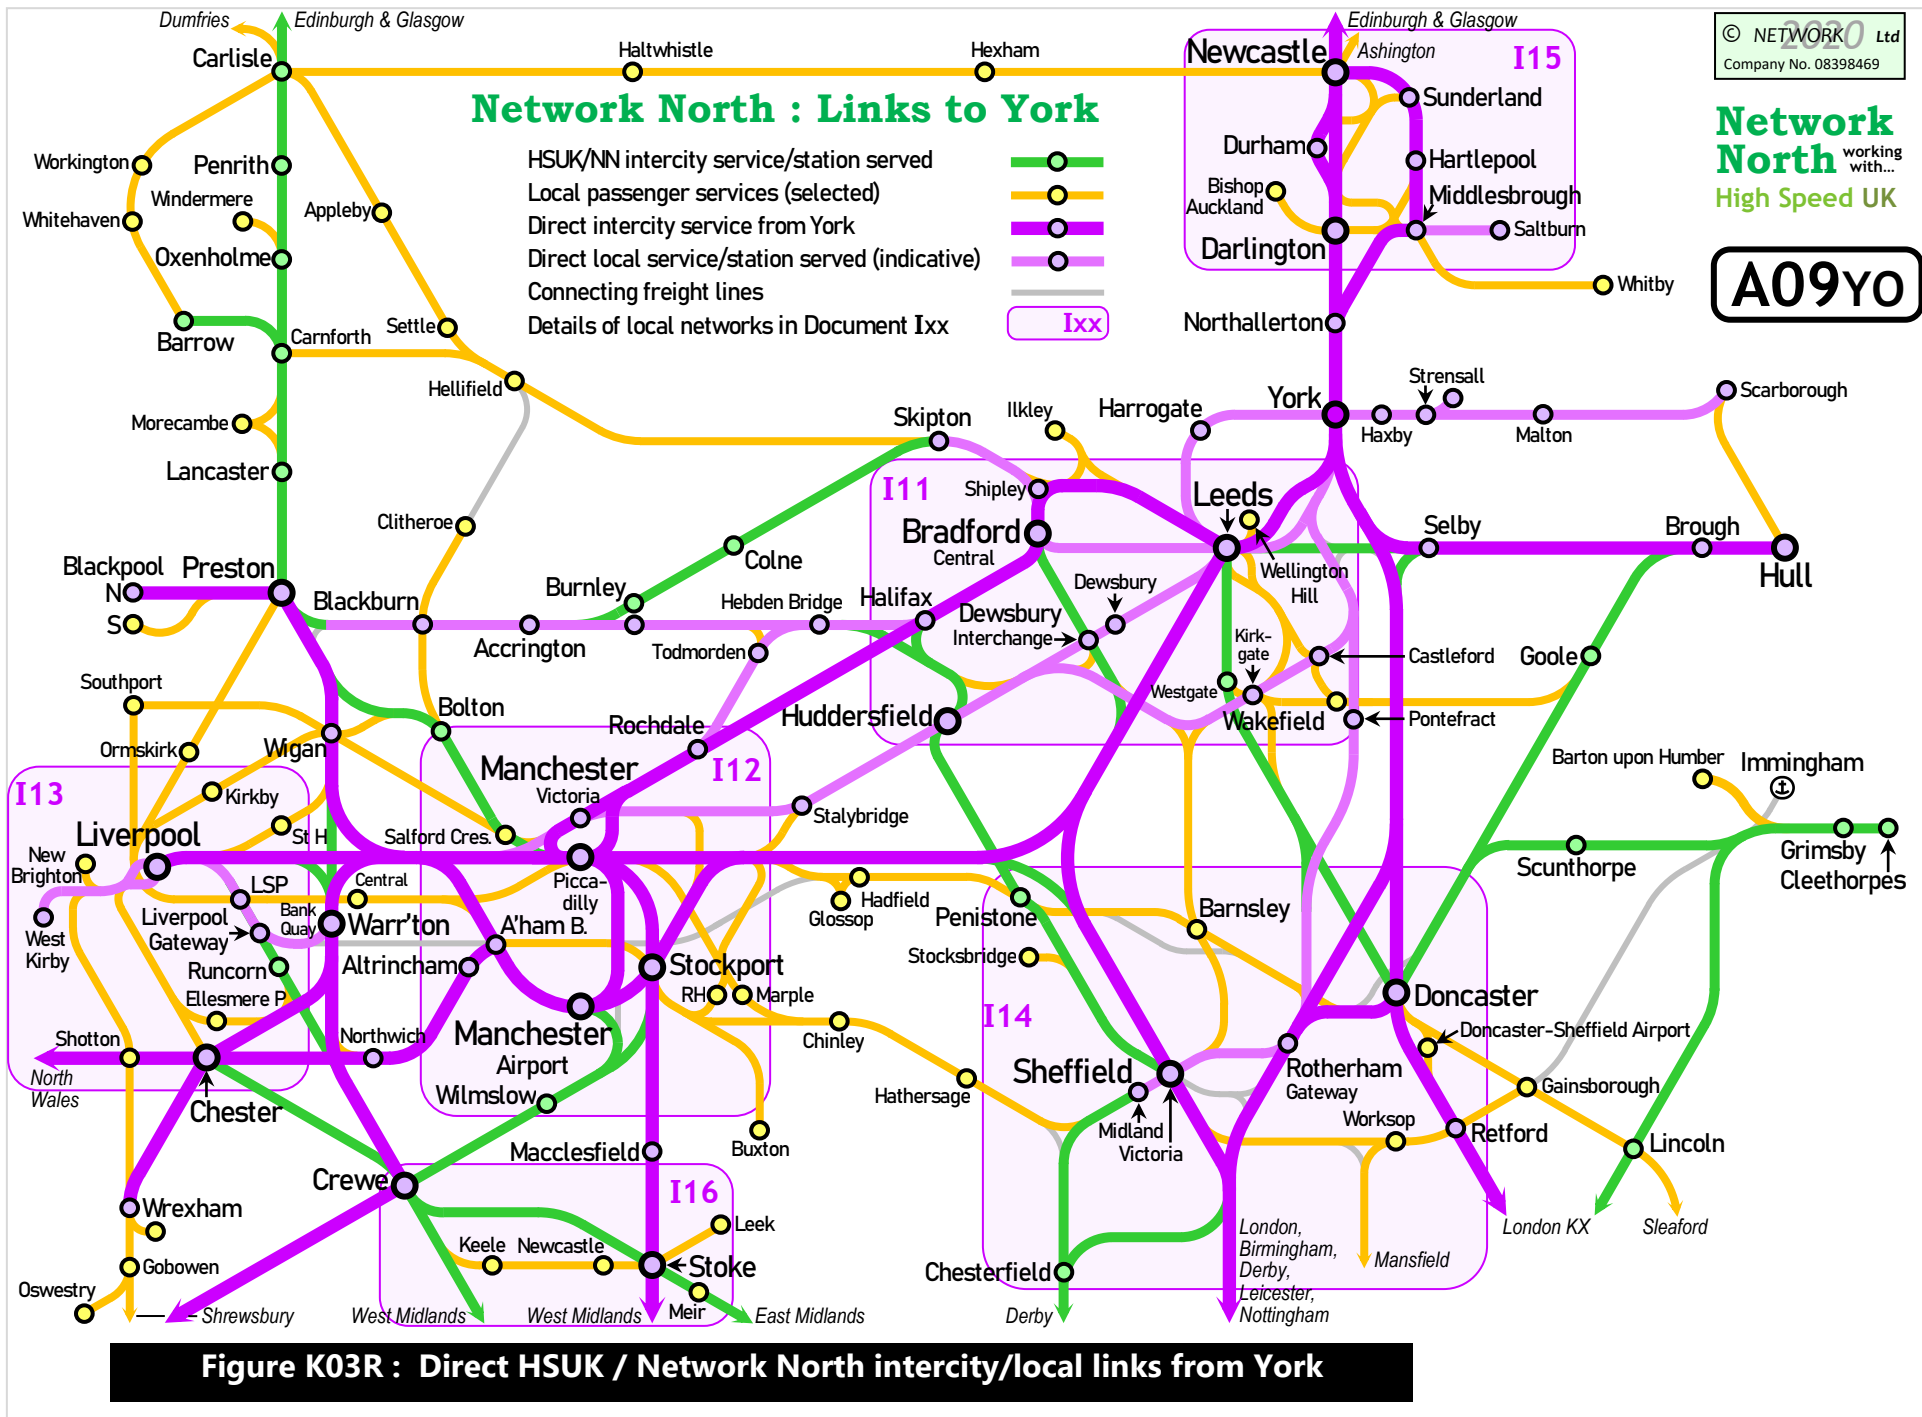 Dumfries
Edinburgh & Glasgow
Edinburgh & Glasgow
© NETWORK 2020 Ltd
Company No. 08398469
Carlisle
Haltwhistle
Hexham
Newcastle
Ashington
I15
Network North : Links to York
Sunderland
Network
North working
with...
High Speed UK
HSUK/NN intercity service/station served
Local passenger services (selected)
Direct intercity service from York
Direct local service/station served (indicative)
Connecting freight lines
Details of local networks in Document Ixx
Ixx
Workington
Penrith
Windermere
Whitehaven
Appleby
Oxenholme
Durham
Hartlepool
Bishop
Auckland
Middlesbrough
Darlington
Saltburn
Whitby
A09YO
Barrow
Carnforth
Settle
Northallerton
Hellifield
Morecambe
Lancaster
Skipton
Ilkley
Harrogate
York
Strensall
Haxby
Malton
Scarborough
I11
Shipley
Leeds
Clitheroe
Bradford
Central
Selby
Brough
Hull
Colne
Blackpool
N
S
Preston
Blackburn
Burnley
Hebden Bridge
Halifax
Dewsbury
Dewsbury
Interchange
Wellington
Hill
Accrington
Todmorden
Kirk-
gate
Castleford
Goole
Southport
Westgate
Wakefield
Pontefract
Bolton
Rochdale
Huddersfield
Ormskirk
Wigan
Manchester
Victoria
I12
Barton upon Humber
Immingham
I13
Kirkby
Liverpool
St H
Salford Cres.
Stalybridge
New
Brighton
Scunthorpe
Grimsby
Cleethorpes
LSP
Central
Picca-
dilly
Hadfield
Glossop
Penistone
Barnsley
West
Kirby
Liverpool
Gateway
Bank
Quay
Warr'ton
A'ham B.
Runcorn
Altrincham
Stockport
Stocksbridge
Ellesmere P
RH
Marple
I14
Doncaster
Shotton
Northwich
Manchester
Airport
Chinley
Doncaster-Sheffield Airport
North
Wales
Chester
Wilmslow
Hathersage
Sheffield
Rotherham
Gateway
Gainsborough
Midland
Victoria
Worksop
Retford
Lincoln
Buxton
Macclesfield
Crewe
I16
Wrexham
Leek
Keele
Newcastle
Stoke
Gobowen
Oswestry
Meir
Chesterfield
London,
Birmingham,
Derby,
Leicester,
Nottingham
Mansfield
London KX
Sleaford
Shrewsbury
West Midlands
West Midlands
East Midlands
Derby
Figure K03R : Direct HSUK / Network North intercity/local links from York